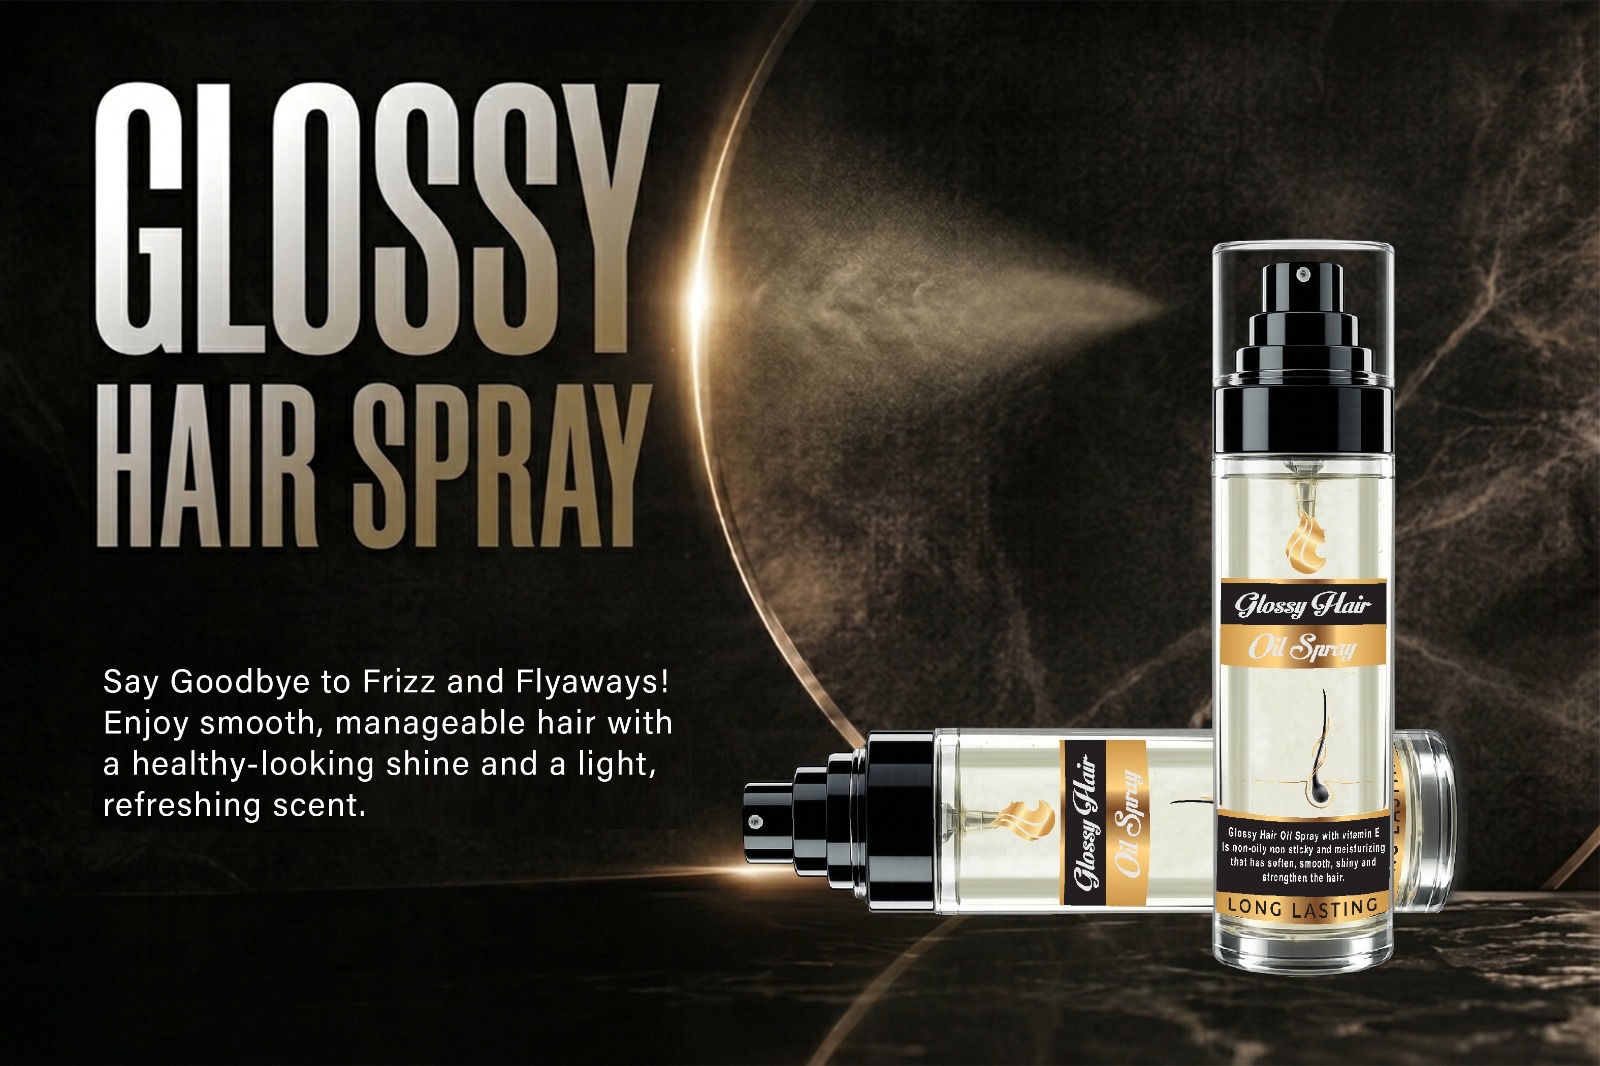 GLOSSY
HAIR SPRAY
Say Goodbye to Frizz and Flyaways!
Enjoy smooth, manageable hair with
a healthy-looking shine and a light,
refreshing scent.
Glossy Hair
Oil Spray
Glossy Hair Oil Spray with vitamin E
is non-oily non sticky and meisturizing
that has soften, smooth, shiny and
strengthen the hair.
LONG LASTING
Glossy Hair
Oil Spray